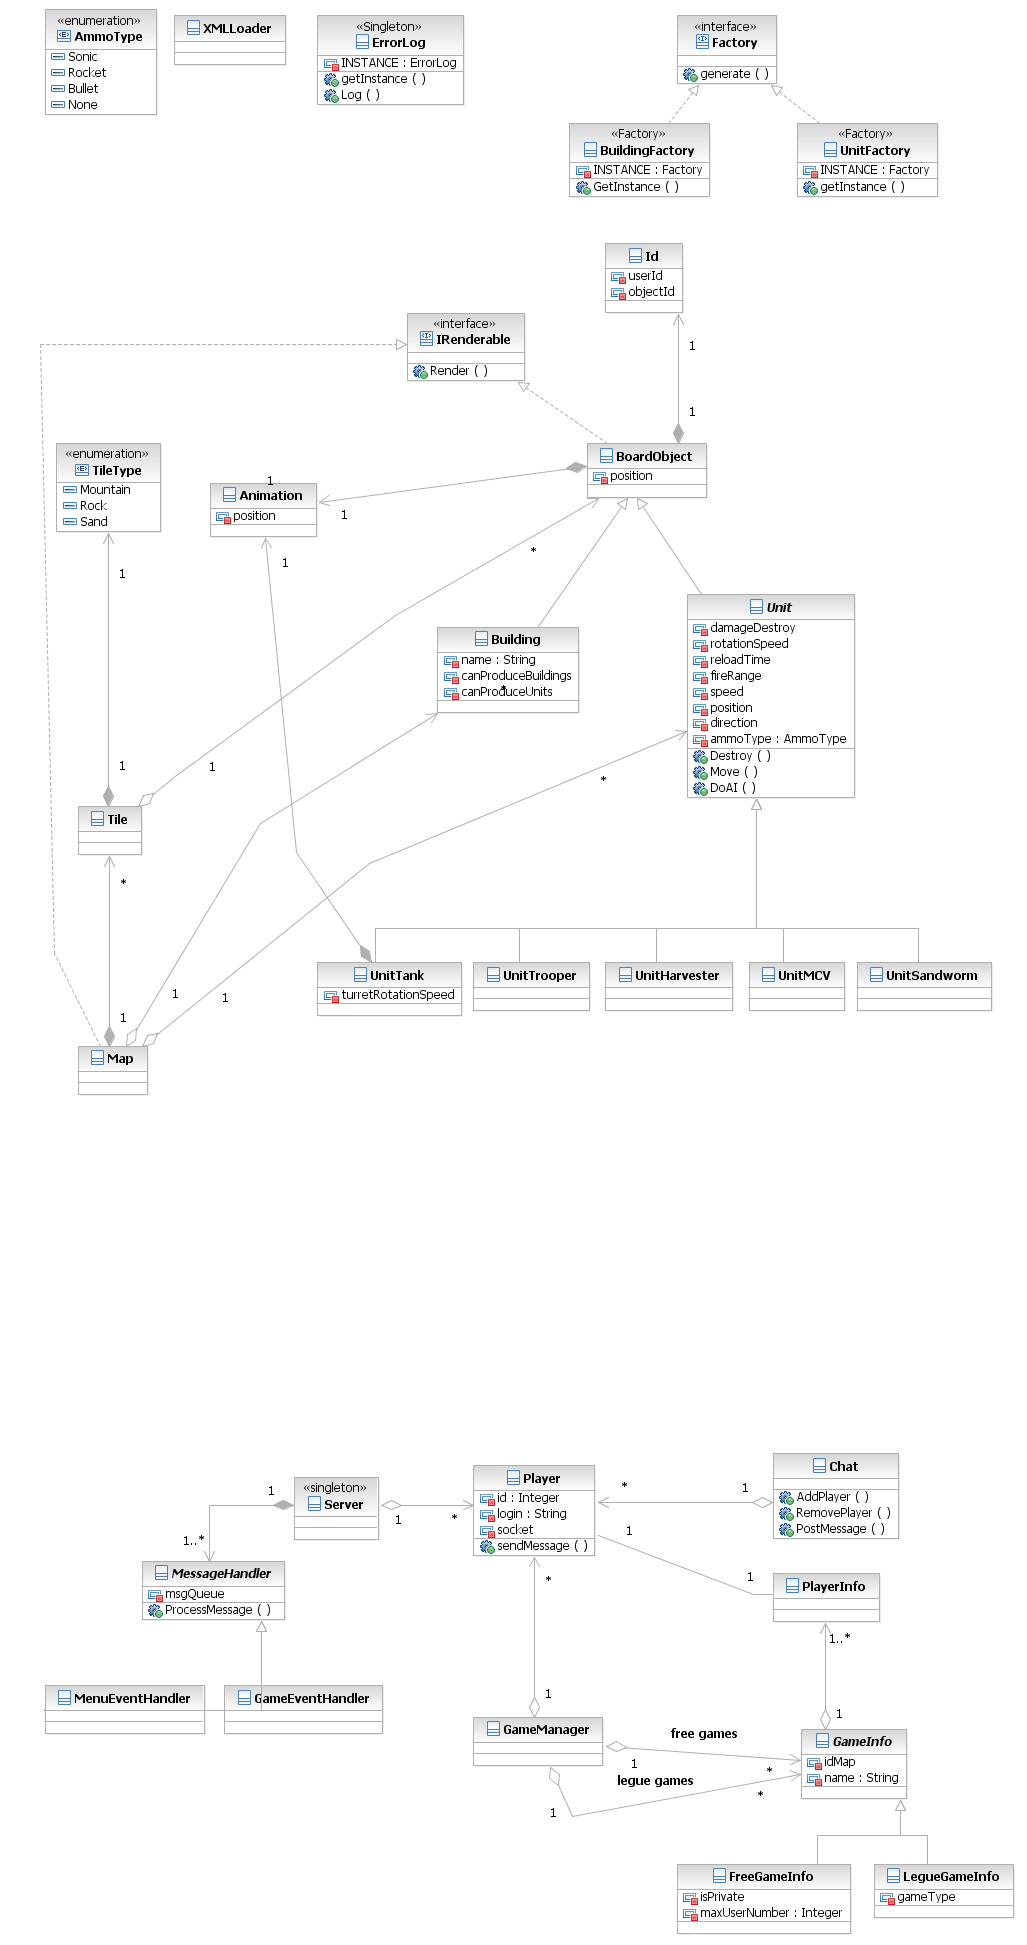 «enumeration»
AmmoType
Sonic
Rocket
Bullet
None
XMLLoader
«Singleton»
ErrorLog
INSTANCE : ErrorLog
getInstance ( )
Log ( )
«interface»
Factory
generate ( )
«Factory»
BuildingFactory
INSTANCE : Factory
GetInstance ( )
«Factory»
UnitFactory
INSTANCE : Factory
getInstance ( )
Id
userId
objectId
1
1
«interface»
IRenderable
Render ( )
BoardObject
position
«enumeration»
TileType
Mountain
Rock
Sand
1
Animation
position
1
1
*
1
Unit
damageDestroy
rotationSpeed
reloadTime
fireRange
speed
position
direction
ammoType : AmmoType
Destroy ( )
Move ( )
DoAI ( )
Building
name : String
canProduceBuildings
canProduceUnits
*
1
1
*
Tile
*
1
1
1
Map
UnitTank
turretRotationSpeed
UnitTrooper
UnitHarvester
UnitMCV
UnitSandworm
1
«singleton»
Server
1
*
Player
id : Integer
login : String
socket
sendMessage ( )
*
1
Chat
AddPlayer ( )
RemovePlayer ( )
PostMessage ( )
1..*
MessageHandler
msgQueue
ProcessMessage ( )
1
1
PlayerInfo
*
1..*
MenuEventHandler
GameEventHandler
1
1
GameManager
free games
1
*
legue games
1
*
GameInfo
idMap
name : String
FreeGameInfo
isPrivate
maxUserNumber : Integer
LegueGameInfo
gameType